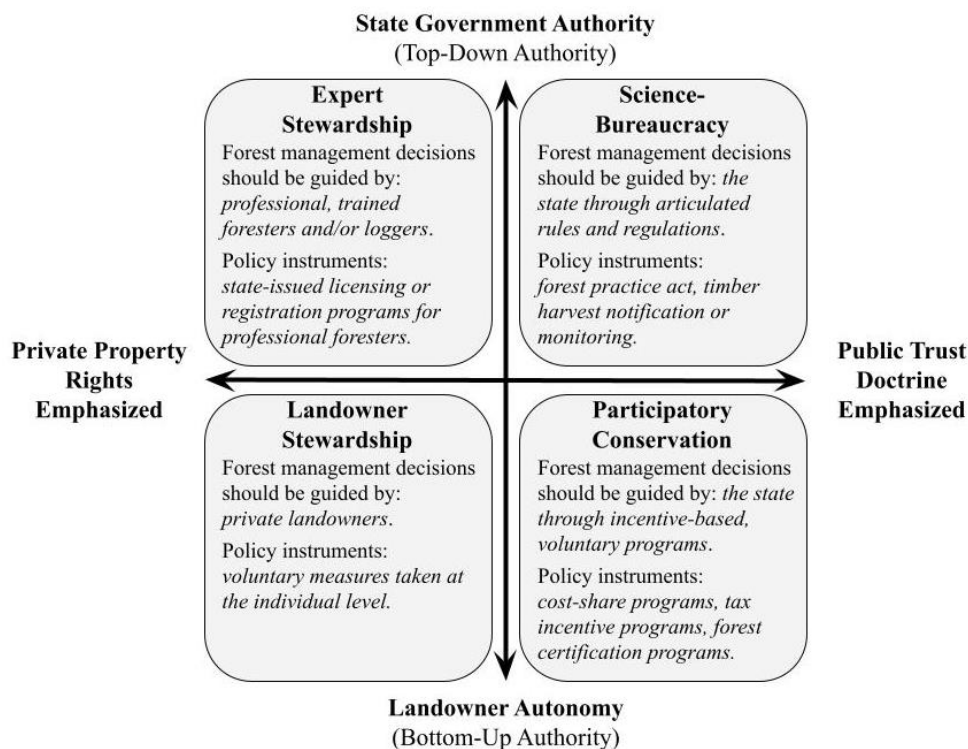 State Government Authority
(Top-Down Authority)
Expert
Stewardship
Forest management decisions
should be guided by:
professional, trained
foresters and/or loggers.
Policy instruments:
state-issued licensing or
registration programs for
professional foresters.
Science-
Bureaucracy
Forest management decisions
should be guided by: the
state through articulated
rules and regulations.
Policy instruments:
forest practice act, timber
harvest notification or
monitoring.
Private Property
Rights
Emphasized
Public Trust
Doctrine
Emphasized
Landowner
Stewardship
Forest management decisions
should be guided by:
private landowners.
Policy instruments:
voluntary measures taken at
the individual level.
Participatory
Conservation
Forest management decisions
should be guided by: the state
through incentive-based,
voluntary programs.
Policy instruments:
cost-share programs, tax
incentive programs, forest
certification programs.
Landowner Autonomy
(Bottom-Up Authority)